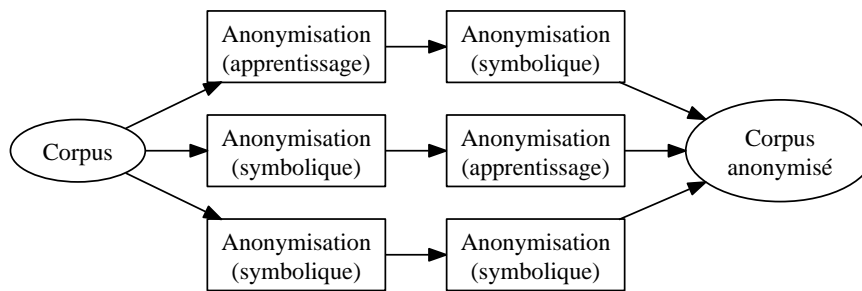 Corpus
Anonymisation
(apprentissage)
Anonymisation
(symbolique)
Anonymisation
(symbolique)
Anonymisation
(apprentissage)
Anonymisation
(symbolique)
Anonymisation
(symbolique)
Corpus
anonymisé